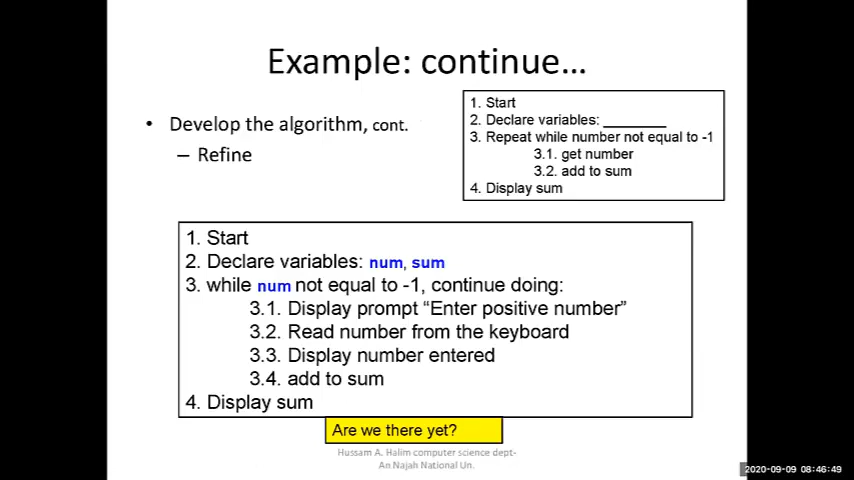 Example: continue…
• Develop the algorithm, cont.
– Refine
1. Start
2. Declare variables: ________
3. Repeat while number not equal to -1
3.1. get number
3.2. add to sum
4. Display sum
1. Start
2. Declare variables: num, sum
3. while num not equal to -1, continue doing:
3.1. Display prompt “Enter positive number”
3.2. Read number from the keyboard
3.3. Display number entered
3.4. add to sum
4. Display sum
Are we there yet?
Hussam A. Halim computer science dept-
An Najah National Un.
2020-09-09 08:46:49